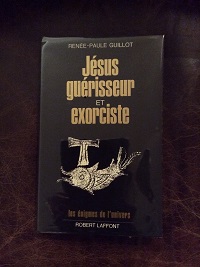 RENÉE-PAULE GUILLOT
Jésus
guérisseur
ET
exorciste
les énigmes de l'univers
ROBERT LAFFONT